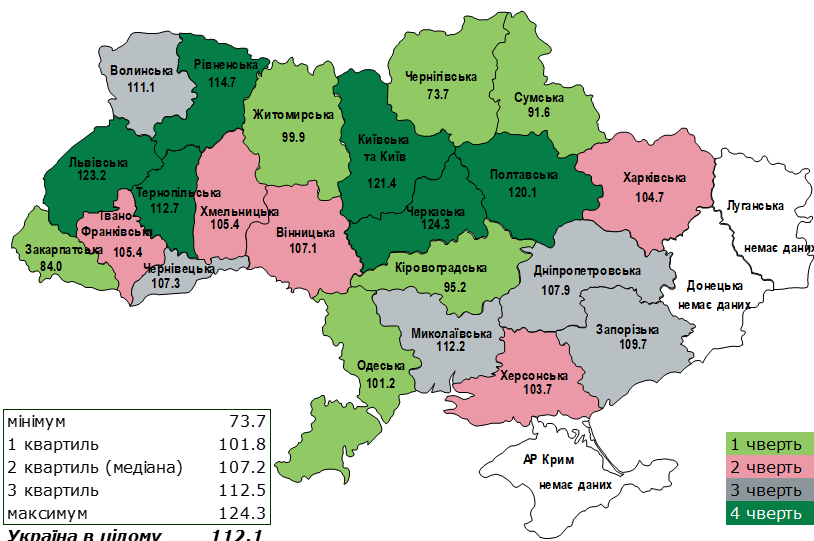 Волинська
111.1
Рівненська
114.7
Житомирська
99.9
Київська
та Київ
121.4
Чернігівська
73.7
Сумська
91.6
Львівська
123.2
Тернопільська
112.7
Хмельницька
105.4
Вінницька
107.1
Черкаська
124.3
Полтавська
120.1
Харківська
104.7
Луганська
немає даних
Івано-
Франківська
105.4
Закарпатська
84.0
Чернівецька
107.3
Кіровоградська
95.2
Дніпропетровська
107.9
Донецька
немає даних
Миколаївська
112.2
Запорізька
109.7
Одеська
101.2
Херсонська
103.7
АР Крим
немає даних
мінімум 73.7
1 квартиль 101.8
2 квартиль (медіана) 107.2
3 квартиль 112.5
максимум 124.3
Україна в цілому 112.1
1 чверть
2 чверть
3 чверть
4 чверть